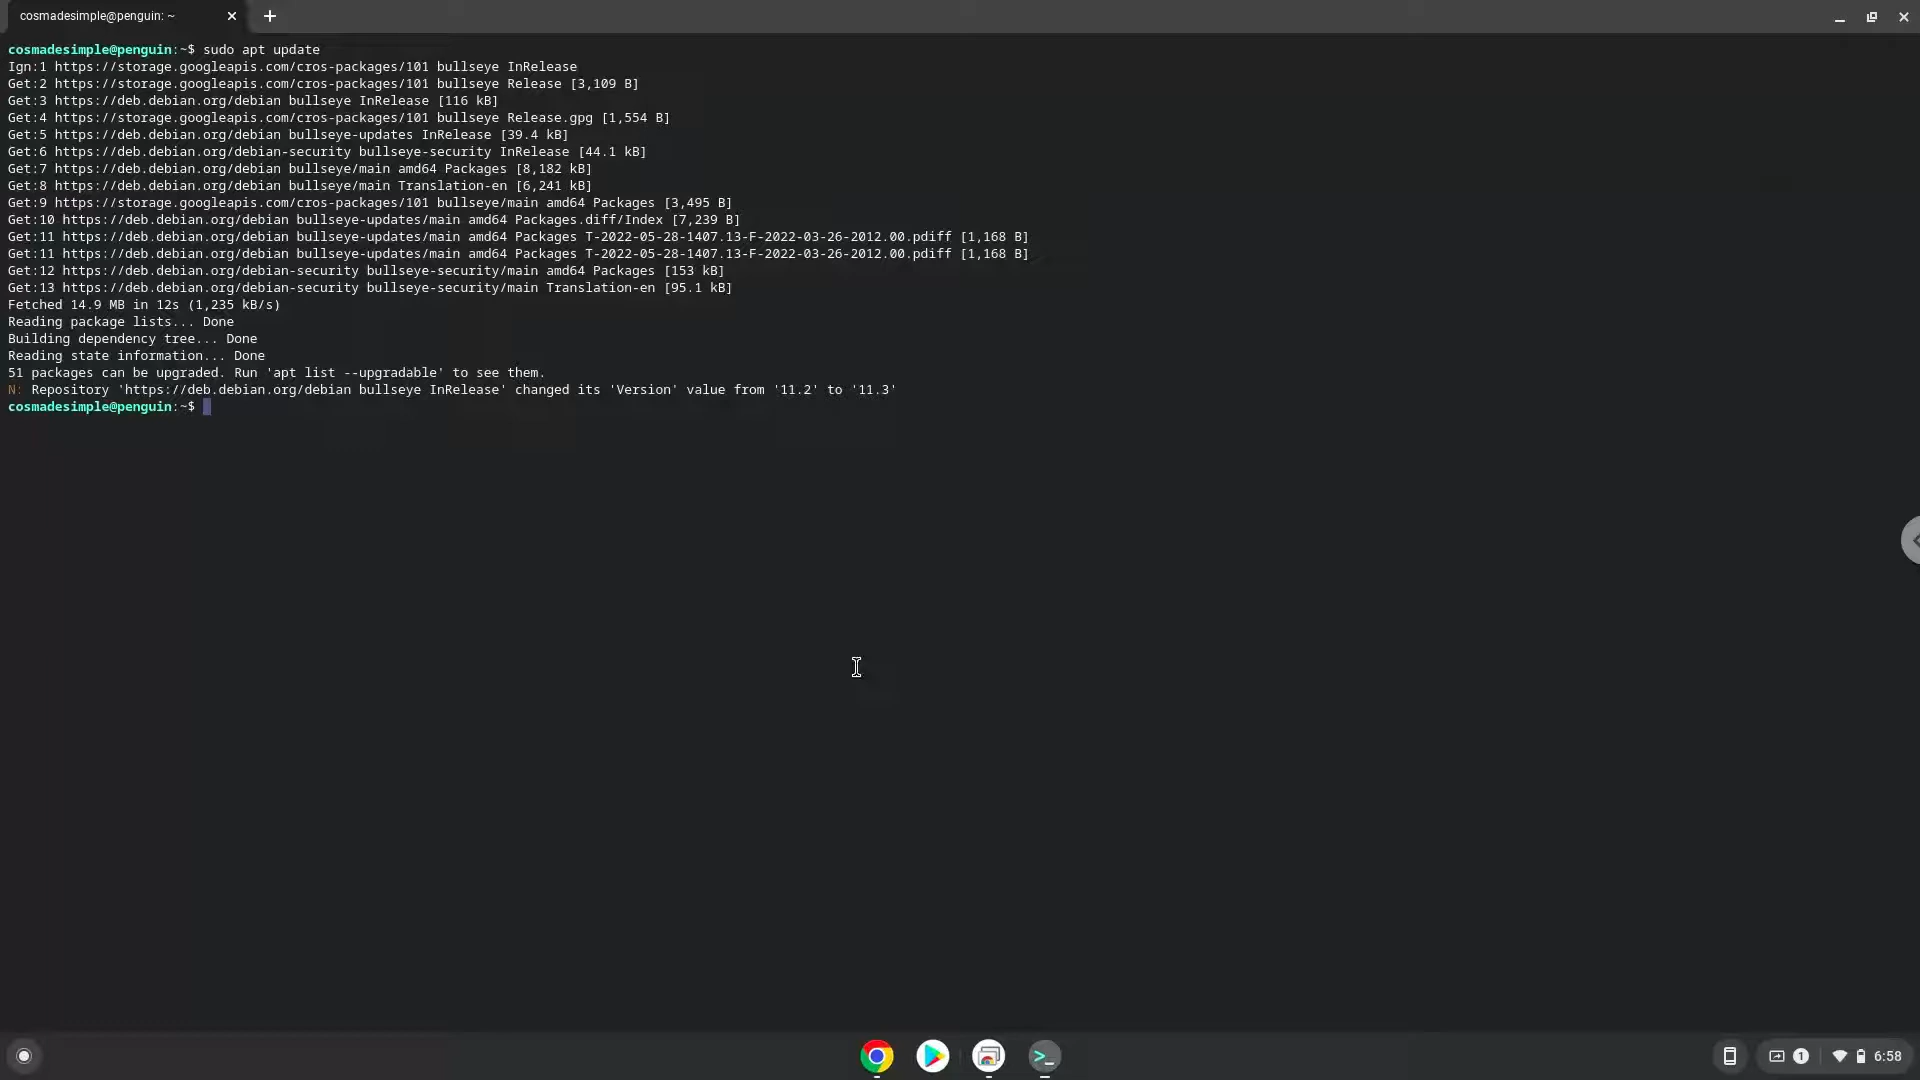 cosmadesimple@penguin: ~
cosmadesimple@penguin:~$ sudo apt update
Ign:1 https://storage.googleapis.com/cros-packages/101 bullseye InRelease
Get:2 https://storage.googleapis.com/cros-packages/101 bullseye Release [3,109 B]
Get:3 https://deb.debian.org/debian bullseye InRelease [116 kB]
Get:4 https://storage.googleapis.com/cros-packages/101 bullseye Release.gpg [1,554 B]
Get:5 https://deb.debian.org/debian bullseye-updates InRelease [39.4 kB]
Get:6 https://deb.debian.org/debian-security bullseye-security InRelease [44.1 kB]
Get:7 https://deb.debian.org/debian bullseye/main amd64 Packages [8,182 kB]
Get:8 https://deb.debian.org/debian bullseye/main Translation-en [6,241 kB]
Get:9 https://storage.googleapis.com/cros-packages/101 bullseye/main amd64 Packages [3,495 B]
Get:10 https://deb.debian.org/debian bullseye-updates/main amd64 Packages.diff/Index [7,239 B]
Get:11 https://deb.debian.org/debian bullseye-updates/main amd64 Packages T-2022-05-28-1407.13-F-2022-03-26-2012.00.pdiff [1,168 B]
Get:11 https://deb.debian.org/debian bullseye-updates/main amd64 Packages T-2022-05-28-1407.13-F-2022-03-26-2012.00.pdiff [1,168 B]
Get:12 https://deb.debian.org/debian-security bullseye-security/main amd64 Packages [153 kB]
Get:13 https://deb.debian.org/debian-security bullseye-security/main Translation-en [95.1 kB]
Fetched 14.9 MB in 12s (1,235 kB/s)
Reading package lists... Done
Building dependency tree... Done
Reading state information... Done
51 packages can be upgraded. Run 'apt list --upgradable' to see them.
N: Repository 'https://deb.debian.org/debian bullseye InRelease' changed its 'Version' value from '11.2' to '11.3'
cosmadesimple@penguin:~$
1
6:58